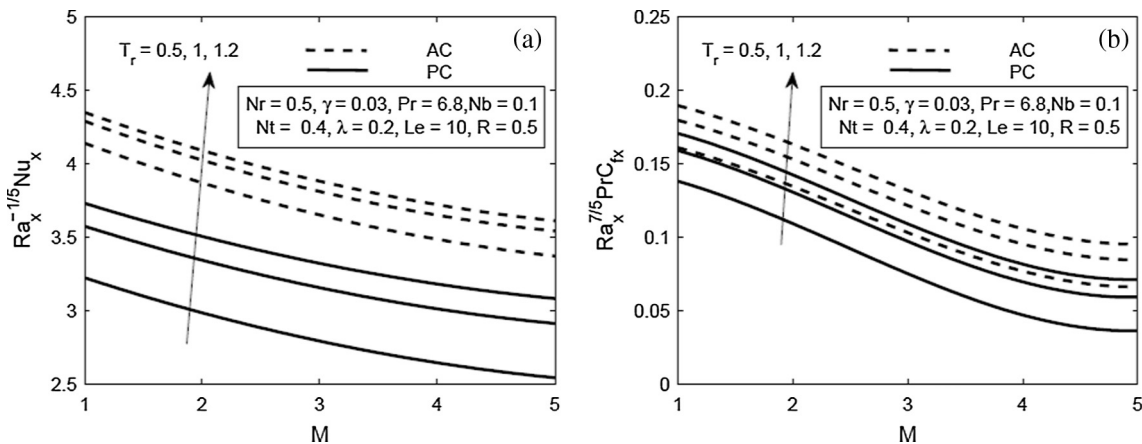 (a)
T_r = 0.5, 1, 1.2
AC
PC
Nr = 0.5, γ = 0.03, Pr = 6.8,Nb = 0.1
Nt = 0.4, λ = 0.2, Le = 10, R = 0.5
Ra_x^{-1/5}Nu_x
5
4.5
4
3.5
3
2.5
1 2 3 4 5
M
(b)
T_r = 0.5, 1, 1.2
AC
PC
Nr = 0.5, γ = 0.03, Pr = 6.8,Nb = 0.1
Nt = 0.4, λ = 0.2, Le = 10, R = 0.5
Ra_x^{7/5}PrC_{fx}
0.25
0.2
0.15
0.1
0.05
0
1 2 3 4 5
M